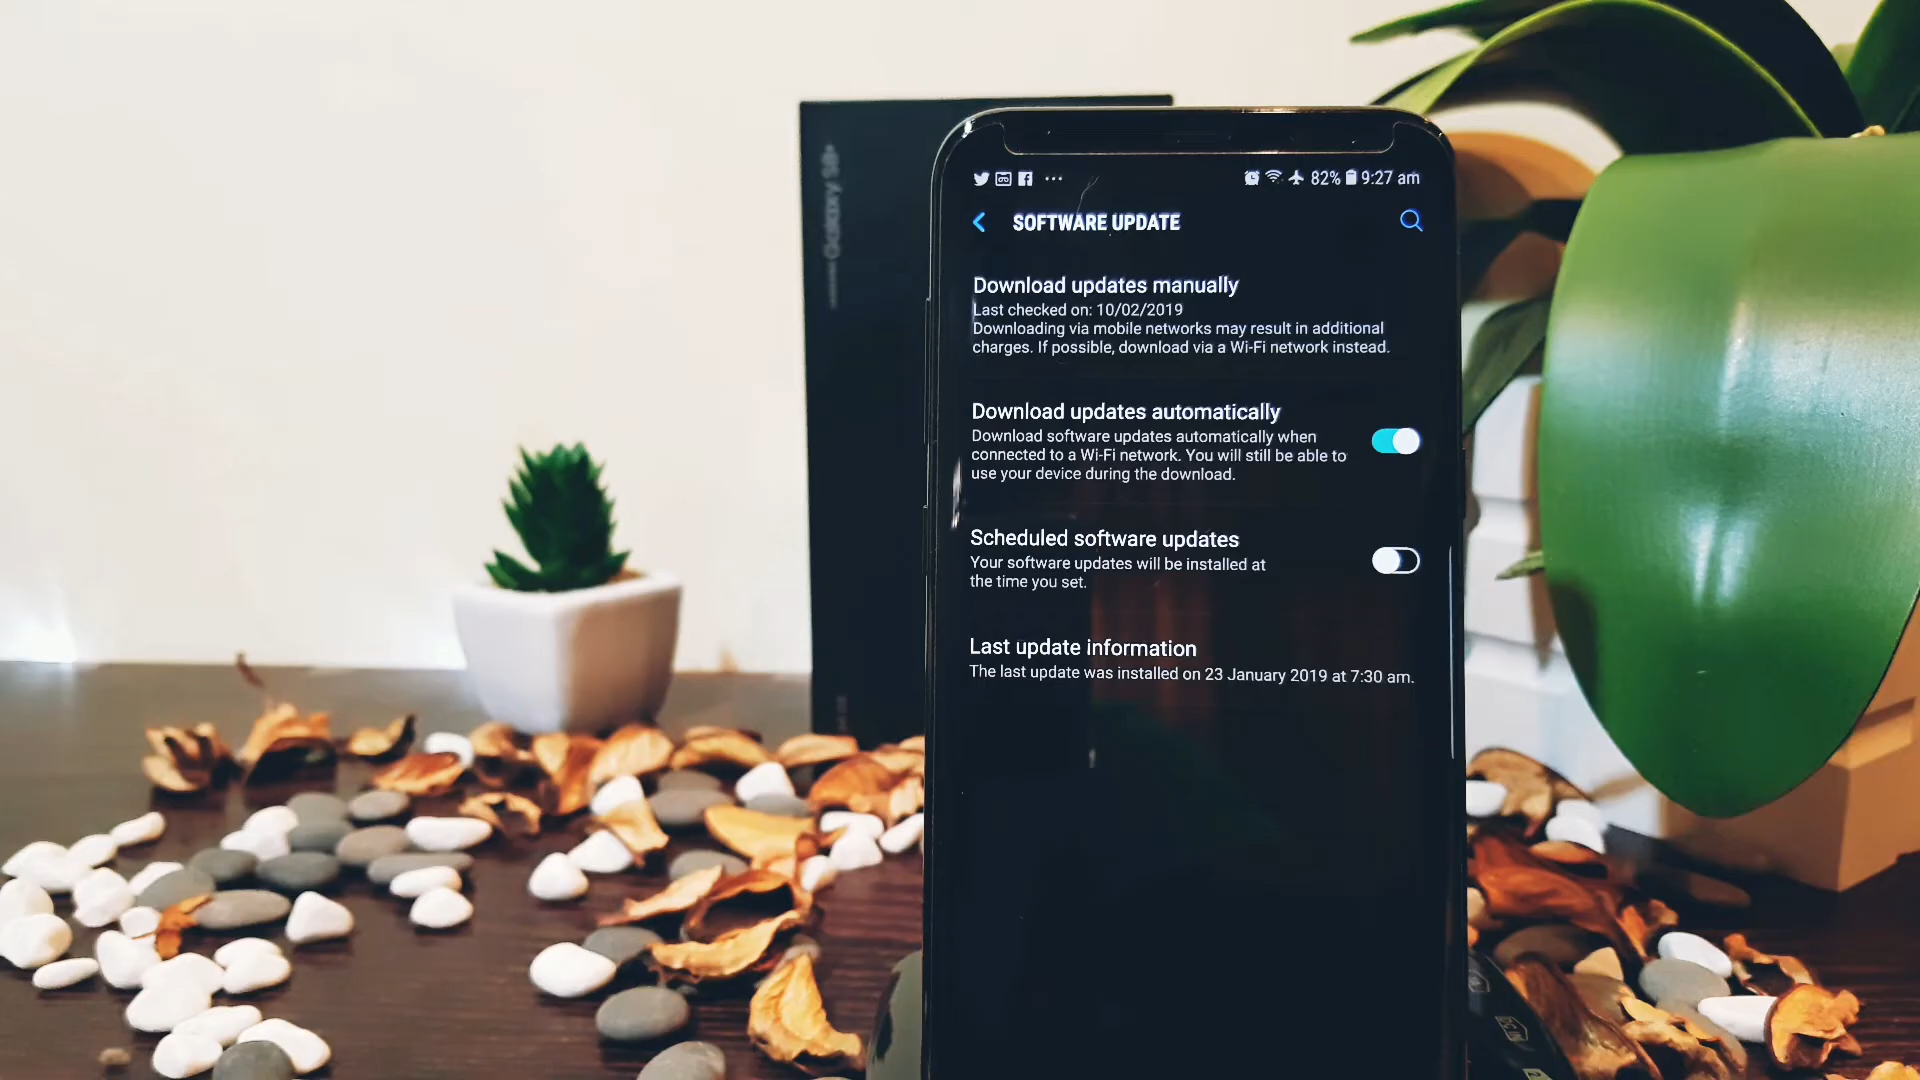 Galaxy S8+
82% 9:27 am
SOFTWARE UPDATE
Download updates manually
Last checked on: 10/02/2019
Downloading via mobile networks may result in additional
charges. If possible, download via a Wi-Fi network instead.
Download updates automatically
Download software updates automatically when
connected to a Wi-Fi network. You will still be able to
use your device during the download.
Scheduled software updates
Your software updates will be installed at
the time you set.
Last update information
The last update was installed on 23 January 2019 at 7:30 am.